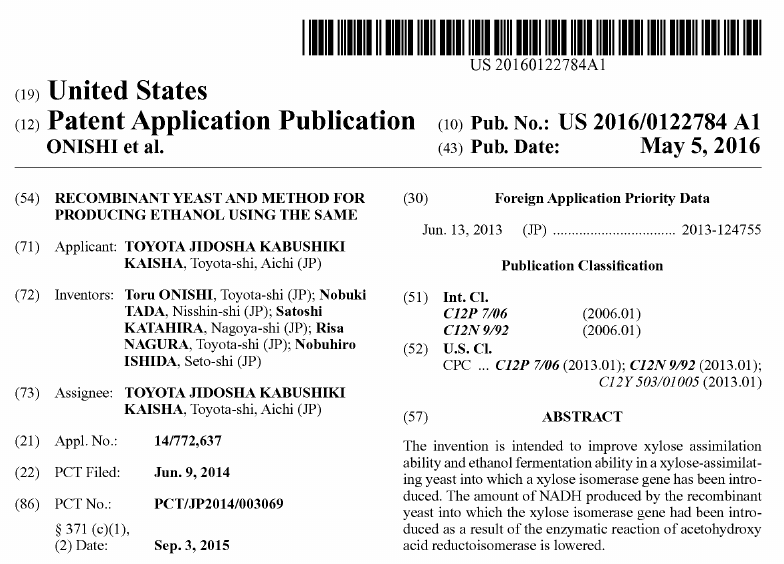 US 20160122784A1
(19) United States
(12) Patent Application Publication
ONISHI et al.
(10) Pub. No.: US 2016/0122784 A1
(43) Pub. Date: May 5, 2016
(54) RECOMBINANT YEAST AND METHOD FOR
PRODUCING ETHANOL USING THE SAME
(71) Applicant: TOYOTA JIDOSHA KABUSHIKI
KAISHA, Toyota-shi, Aichi (JP)
(72) Inventors: Toru ONISHI, Toyota-shi (JP); Nobuki
TADA, Nisshin-shi (JP); Satoshi
KATAHIRA, Nagoya-shi (JP); Risa
NAGURA, Toyota-shi (JP); Nobuhiro
ISHIDA, Seto-shi (JP)
(73) Assignee: TOYOTA JIDOSHA KABUSHIKI
KAISHA, Toyota-shi, Aichi (JP)
(21) Appl. No.: 14/772,637
(22) PCT Filed: Jun. 9, 2014
(86) PCT No.: PCT/JP2014/003069
§ 371 (c)(1),
(2) Date: Sep. 3, 2015
(30) Foreign Application Priority Data
Jun. 13, 2013 (JP) ................................. 2013-124755
Publication Classification
(51) Int. Cl.
C12P 7/06 (2006.01)
C12N 9/92 (2006.01)
(52) U.S. Cl.
CPC ... C12P 7/06 (2013.01); C12N 9/92 (2013.01);
C12Y 503/01005 (2013.01)
(57) ABSTRACT
The invention is intended to improve xylose assimilation
ability and ethanol fermentation ability in a xylose-assimilat-
ing yeast into which a xylose isomerase gene has been intro-
duced. The amount of NADH produced by the recombinant
yeast into which the xylose isomerase gene had been intro-
duced as a result of the enzymatic reaction of acetohydroxy
acid reductoisomerase is lowered.